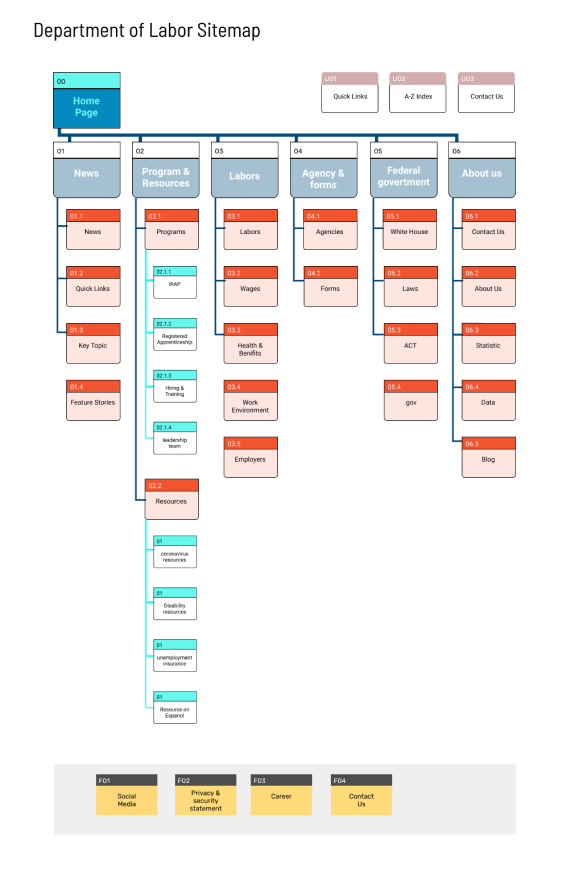 Department of Labor Sitemap
00
Home
Page
U01
Quick Links
U02
A-Z Index
U03
Contact Us
01
News
02
Program &
Resources
03
Labors
04
Agency &
forms
05
Federal
govertment
06
About us
01.1
News
01.2
Quick Links
01.3
Key Topic
01.4
Feature Stories
02.1
Programs
02.1.1
IRAP
02.1.2
Registered
Apprenticeship
02.1.3
Hiring &
Training
02.1.4
leadership
team
02.2
Resources
01
coronavirus
resources
01
Disability
resources
01
unemployment
insurance
01
Resource on
Espanol
03.1
Labors
03.2
Wages
03.3
Health &
Benifits
03.4
Work
Environment
03.5
Employers
04.1
Agencies
04.2
Forms
05.1
White House
05.2
Laws
05.3
ACT
05.4
.gov
06.1
Contact Us
06.2
About Us
06.3
Statistic
06.4
Data
06.5
Blog
F01
Social
Media
F02
Privacy &
security
statement
F03
Career
F04
Contact
Us